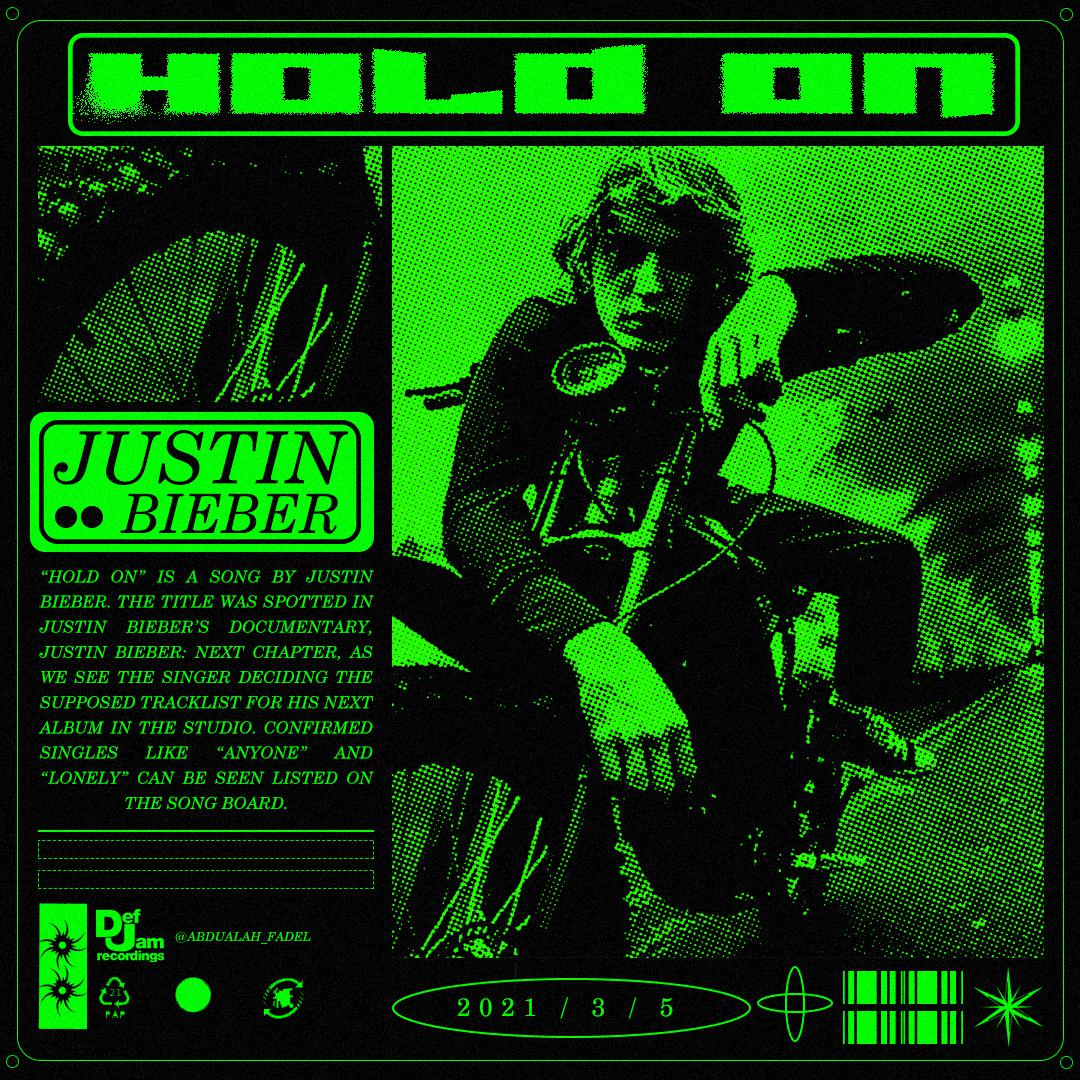 HOLD ON
JUSTIN
BIEBER
“HOLD ON” IS A SONG BY JUSTIN
BIEBER. THE TITLE WAS SPOTTED IN
JUSTIN BIEBER’S DOCUMENTARY,
JUSTIN BIEBER: NEXT CHAPTER, AS
WE SEE THE SINGER DECIDING THE
SUPPOSED TRACKLIST FOR HIS NEXT
ALBUM IN THE STUDIO. CONFIRMED
SINGLES LIKE “ANYONE” AND
“LONELY” CAN BE SEEN LISTED ON
THE SONG BOARD.
Def
Jam
recordings
@ABDUALAH_FADEL
21
PAP
2021 / 3 / 5